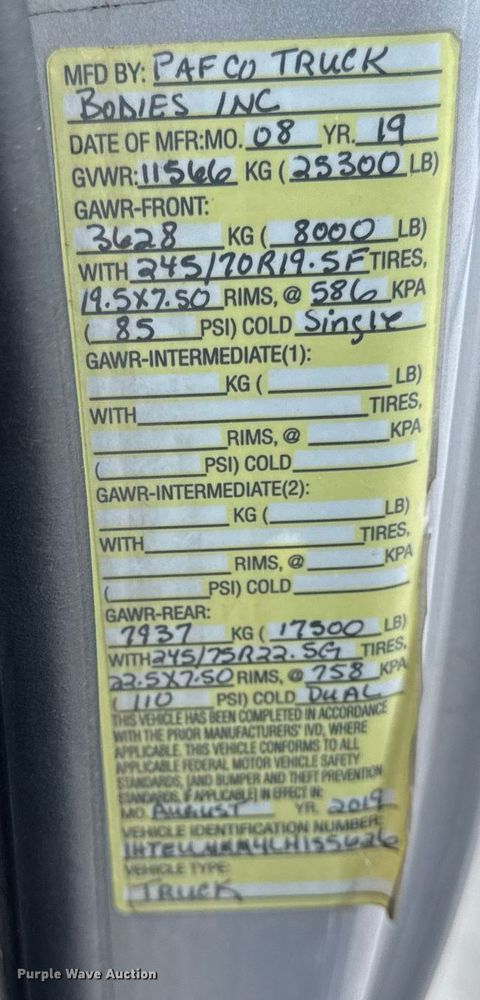 MFD BY: PAFCO TRUCK
BODIES INC
DATE OF MFR:MO. 08 YR. 19
GVWR: 11566 KG ( 25300 LB)
GAWR-FRONT:
3628 KG ( 8000 LB)
WITH 245/70R19.5F TIRES,
19.5X7.50 RIMS, @ 586 KPA
( 85 PSI) COLD Single
GAWR-INTERMEDIATE(1):
KG ( LB)
WITH TIRES,
RIMS, @ KPA
( PSI) COLD
GAWR-INTERMEDIATE(2):
KG ( LB)
WITH TIRES,
RIMS, @ KPA
( PSI) COLD
GAWR-REAR:
7937 KG ( 17500 LB)
WITH 245/75R22.5G TIRES,
22.5X7.50 RIMS, @ 758 KPA
( 110 PSI) COLD DUAL
THIS VEHICLE HAS BEEN COMPLETED IN ACCORDANCE
WITH THE PRIOR MANUFACTURERS' IVD, WHERE
APPLICABLE. THIS VEHICLE CONFORMS TO ALL
APPLICABLE FEDERAL MOTOR VEHICLE SAFETY
STANDARDS, (AND BUMPER AND THEFT PREVENTION
STANDARDS, IF APPLICABLE) IN EFFECT IN:
MO. AUGUST YR. 2019
VEHICLE IDENTIFICATION NUMBER:
VEHICLE TYPE:
TRUCK
Purple Wave Auction